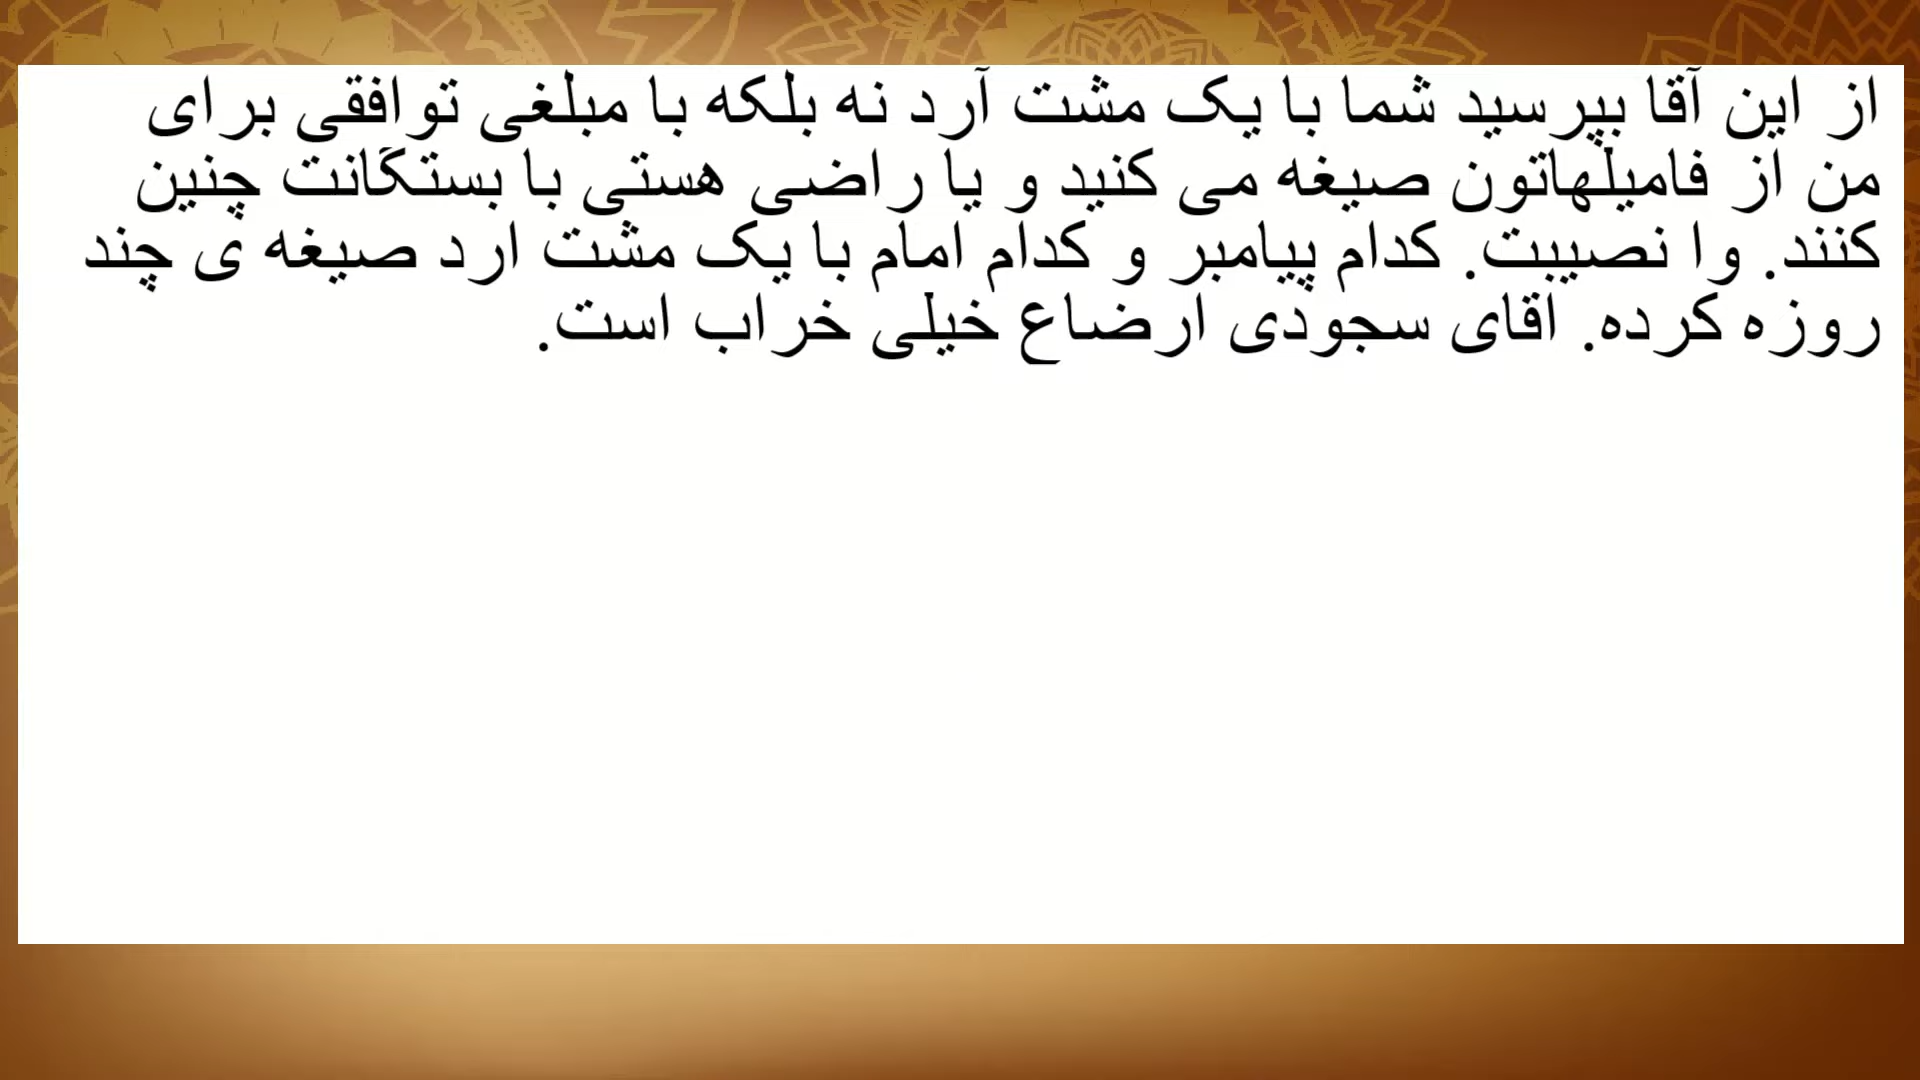 از این آقا بپرسید شما با یک مشت آرد نه بلکه با مبلغی توافقی برای
من از فامیلهاتون صیغه می کنید و یا راضی هستی با بستگانت چنین
کنند. وا نصیبت. کدام پیامبر و کدام امام با یک مشت ارد صیغه ی چند
روزه کرده. اقای سجودی ارضاع خیلی خراب است.